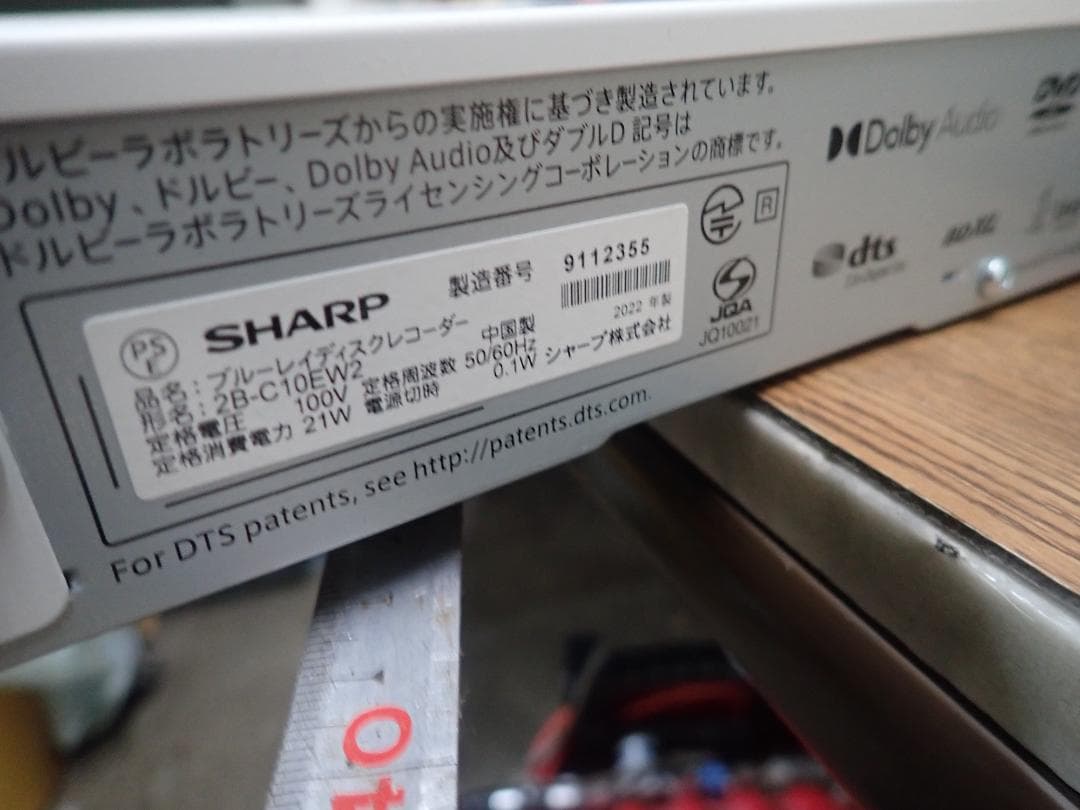 ルビーラボラトリーズからの実施権に基づき製造されています。
Dolby、ドルビー、Dolby Audio及びダブルD 記号は
ドルビーラボラトリーズライセンシングコーポレーションの商標です。
Dolby Audio
DVD
R
dts
PS
E
SHARP
製造番号 9112355
2022 年製
品名：ブルーレイディスクレコーダー 中国製
形名：2B-C10EW2
定格電圧 100V 定格周波数 50/60Hz
定格消費電力 21W 電源切時 0.1W シャープ株式会社
JQA
JQ10021
For DTS patents, see http://patents.dts.com.